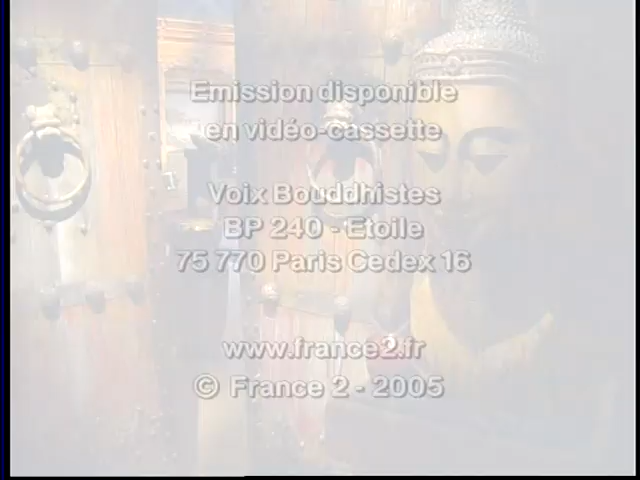 Emission disponible
en vidéo-cassette
Voix Bouddhistes
BP 240 - Etoile
75 770 Paris Cedex 16
www.france2.fr
© France 2 - 2005